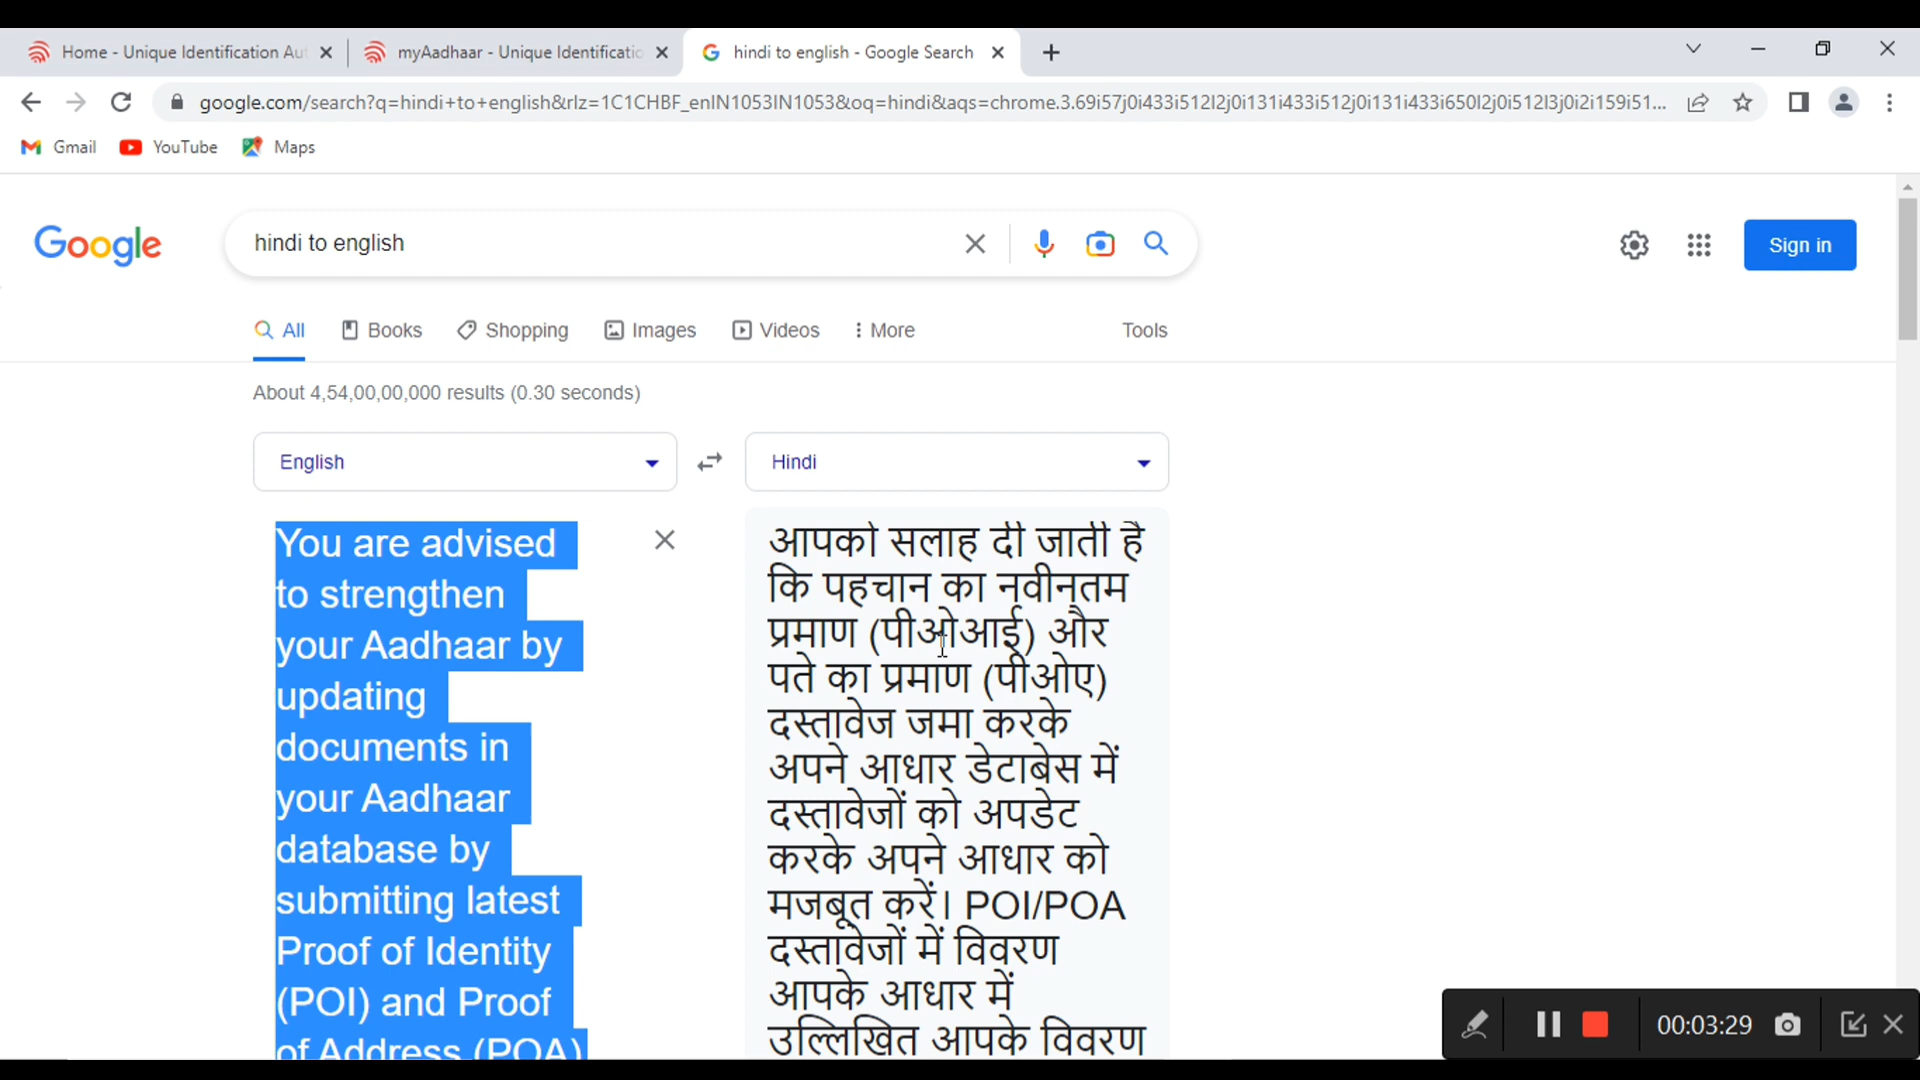 Home - Unique Identification Aut
myAadhaar - Unique Identificatio
hindi to english - Google Search
google.com/search?q=hindi+to+english&rlz=1C1CHBF_enIN1053IN1053&oq=hindi&aqs=chrome.3.69i57j0i433i512l2j0i131i433i512j0i131i433i650l2j0i512l3j0i2i159i51...
Gmail YouTube Maps
Google
hindi to english
Sign in
All Books Shopping Images Videos More Tools
About 4,54,00,00,000 results (0.30 seconds)
English
Hindi
You are advised
to strengthen
your Aadhaar by
updating
documents in
your Aadhaar
database by
submitting latest
Proof of Identity
(POI) and Proof
of Address (POA)
आपको सलाह दी जाती है
कि पहचान का नवीनतम
प्रमाण (पीओआई) और
पते का प्रमाण (पीओए)
दस्तावेज जमा करके
अपने आधार डेटाबेस में
दस्तावेजों को अपडेट
करके अपने आधार को
मजबूत करें। POI/POA
दस्तावेजों में विवरण
आपके आधार में
उल्लिखित आपके विवरण
00:03:29